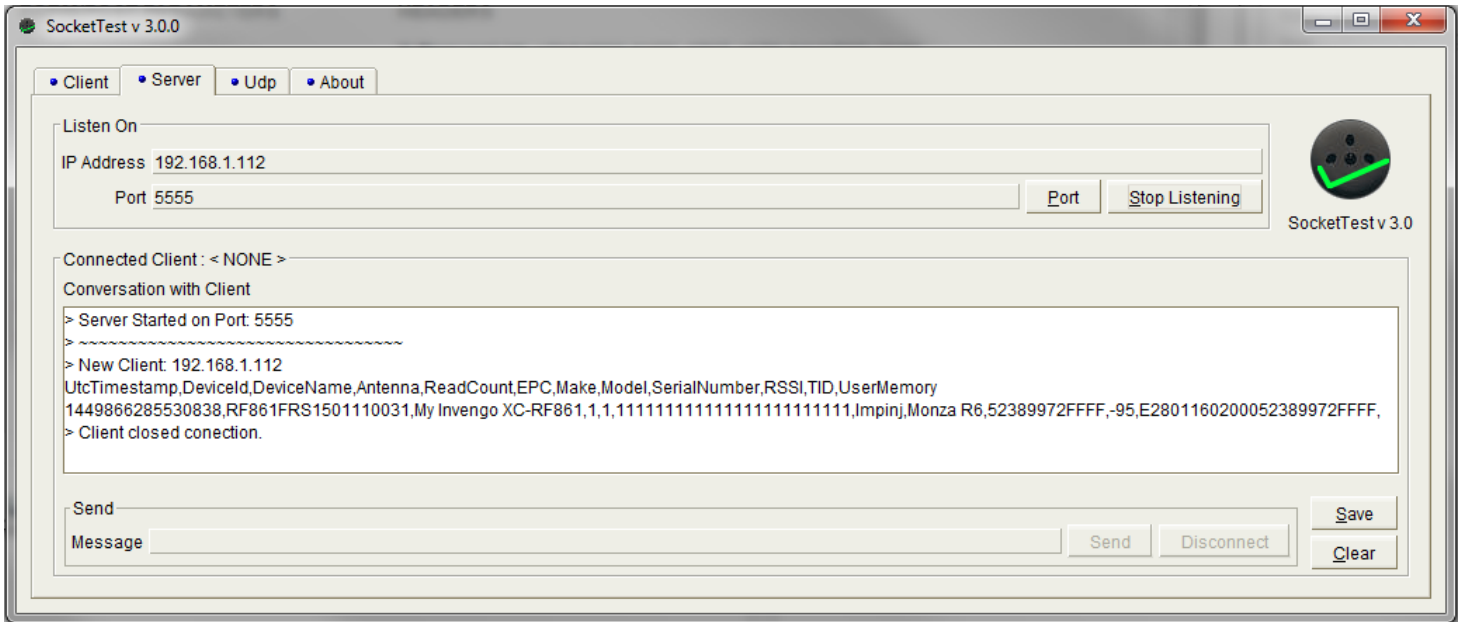 SocketTest v 3.0.0
Client Server Udp About
Listen On
IP Address 192.168.1.112
Port 5555 Port Stop Listening
SocketTest v 3.0
Connected Client : < NONE >
Conversation with Client
> Server Started on Port: 5555
> ~~~~~~~~~~~~~~~~~~~~~~~~~~~~~~~~~
> New Client: 192.168.1.112
UtcTimestamp,DeviceId,DeviceName,Antenna,ReadCount,EPC,Make,Model,SerialNumber,RSSI,TID,UserMemory
1449866285530838,RF861FRS1501110031,My Invengo XC-RF861,1,1,111111111111111111111111,Impinj,Monza R6,52389972FFFF,-95,E2801160200052389972FFFF,
> Client closed conection.
Send
Message Send Disconnect
Save
Clear